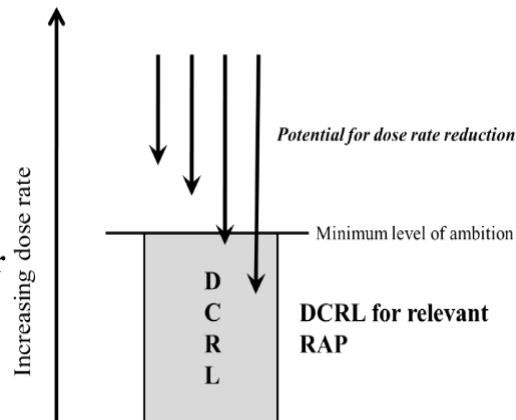 Increasing dose rate
Potential for dose rate reduction
Minimum level of ambition
D
C
R
L
DCRL for relevant
RAP